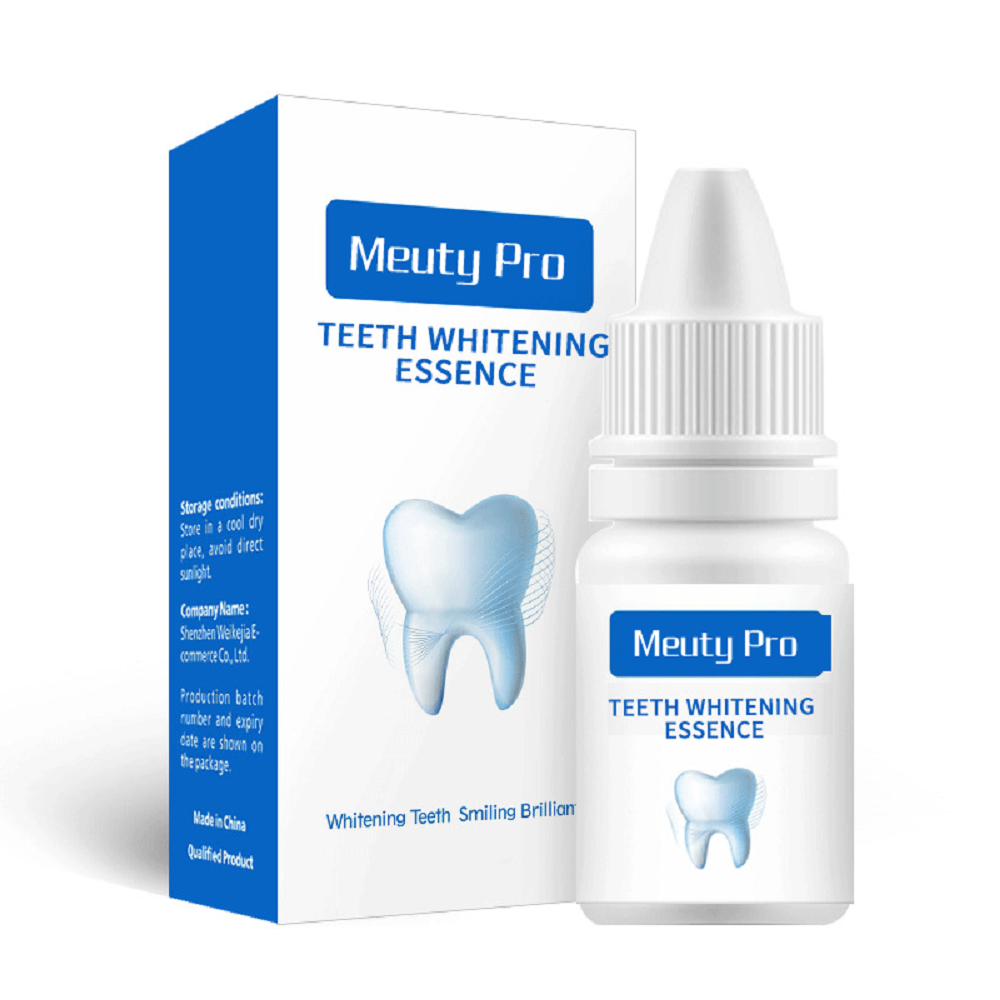 Meuty Pro
TEETH WHITENING
ESSENCE
Storage conditions:
Store in a cool dry
place, avoid direct
sunlight.
Company Name:
Shenzhen Weikejia E-
commerce Co., Ltd.
Production batch
number and expiry
date are shown on
the package.
Made in China
Qualified Product
Whitening Teeth Smiling Brillian
Meuty Pro
TEETH WHITENING
ESSENCE